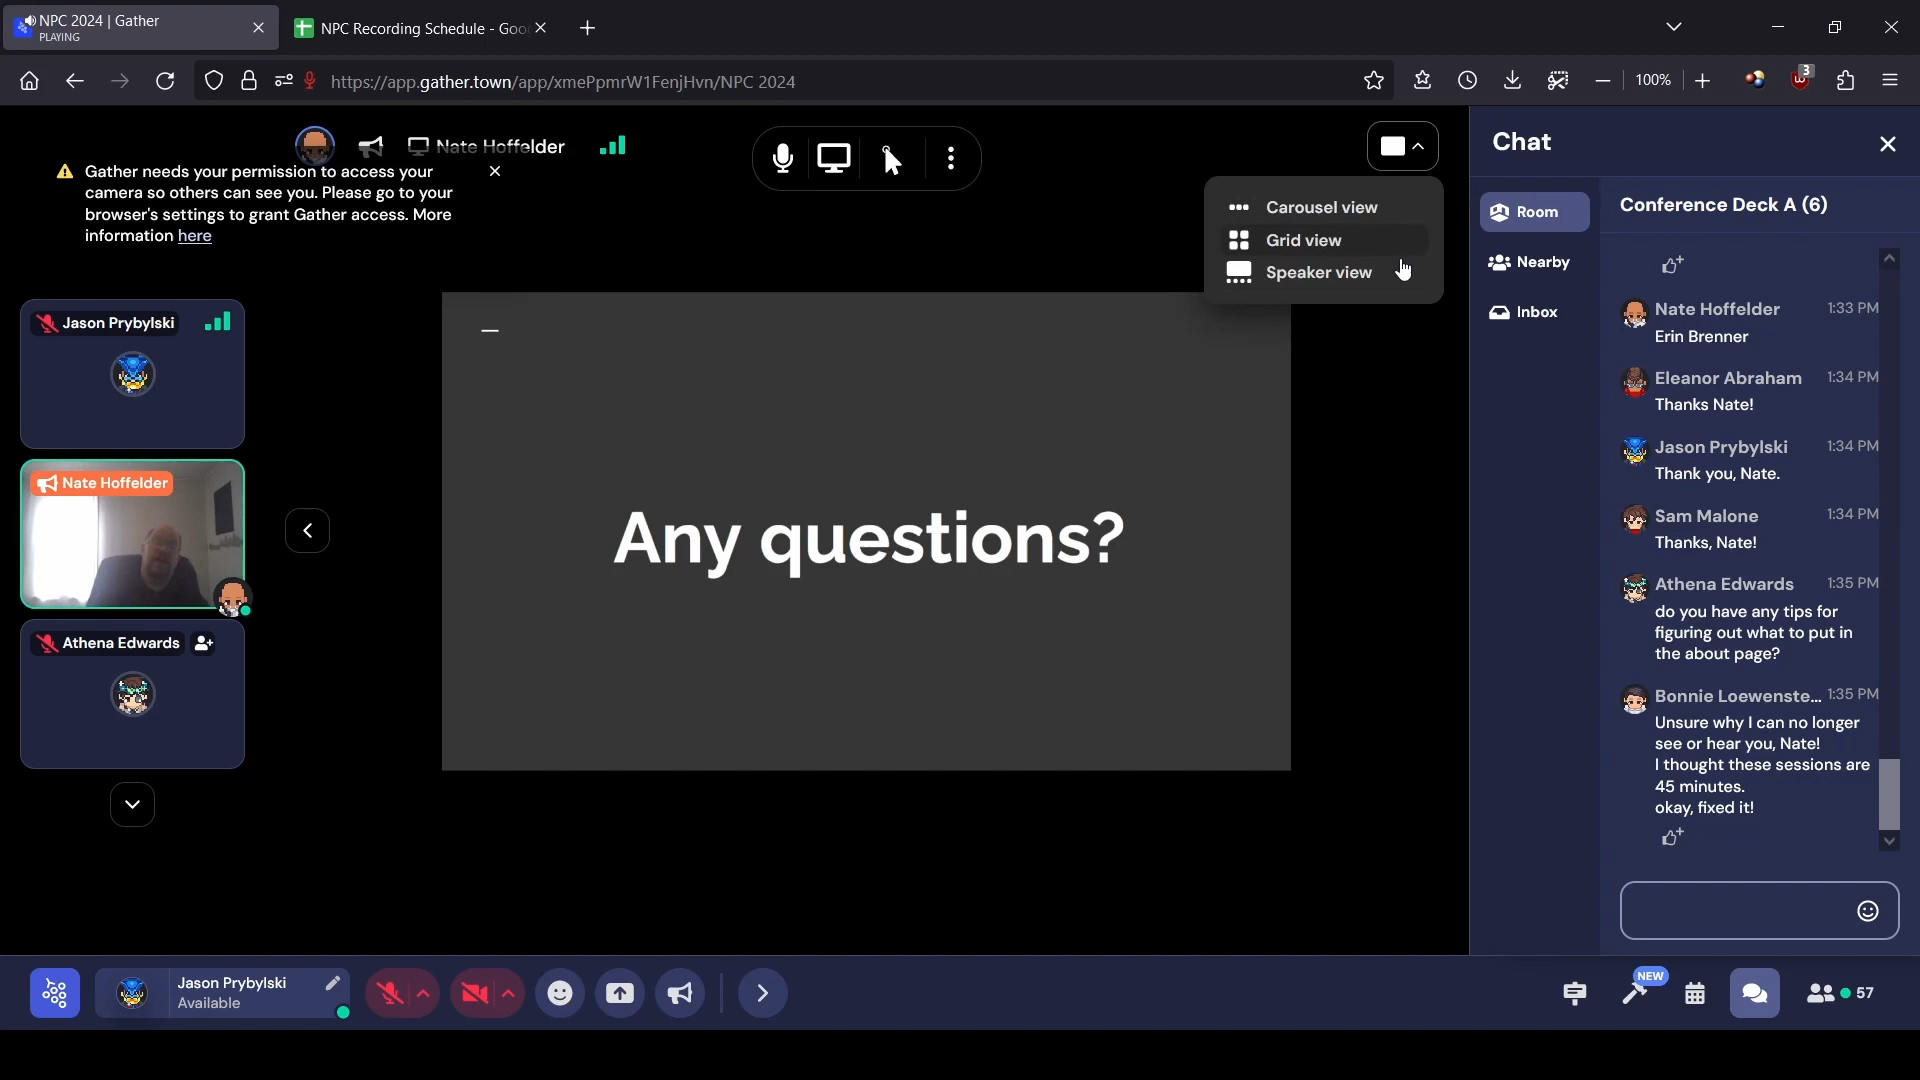 NPC 2024 | Gather
PLAYING
NPC Recording Schedule - Goo
https://app.gather.town/app/xmePpmrW1FenjHvn/NPC 2024
100%
3
Nate Hoffelder
Gather needs your permission to access your
camera so others can see you. Please go to your
browser's settings to grant Gather access. More
information here
Carousel view
Grid view
Speaker view
Jason Prybylski
Nate Hoffelder
Athena Edwards
Any questions?
Chat
Room
Nearby
Inbox
Conference Deck A (6)
Nate Hoffelder 1:33 PM
Erin Brenner
Eleanor Abraham 1:34 PM
Thanks Nate!
Jason Prybylski 1:34 PM
Thank you, Nate.
Sam Malone 1:34 PM
Thanks, Nate!
Athena Edwards 1:35 PM
do you have any tips for
figuring out what to put in
the about page?
Bonnie Loewenste... 1:35 PM
Unsure why I can no longer
see or hear you, Nate!
I thought these sessions are
45 minutes.
okay, fixed it!
Jason Prybylski
Available
NEW
57